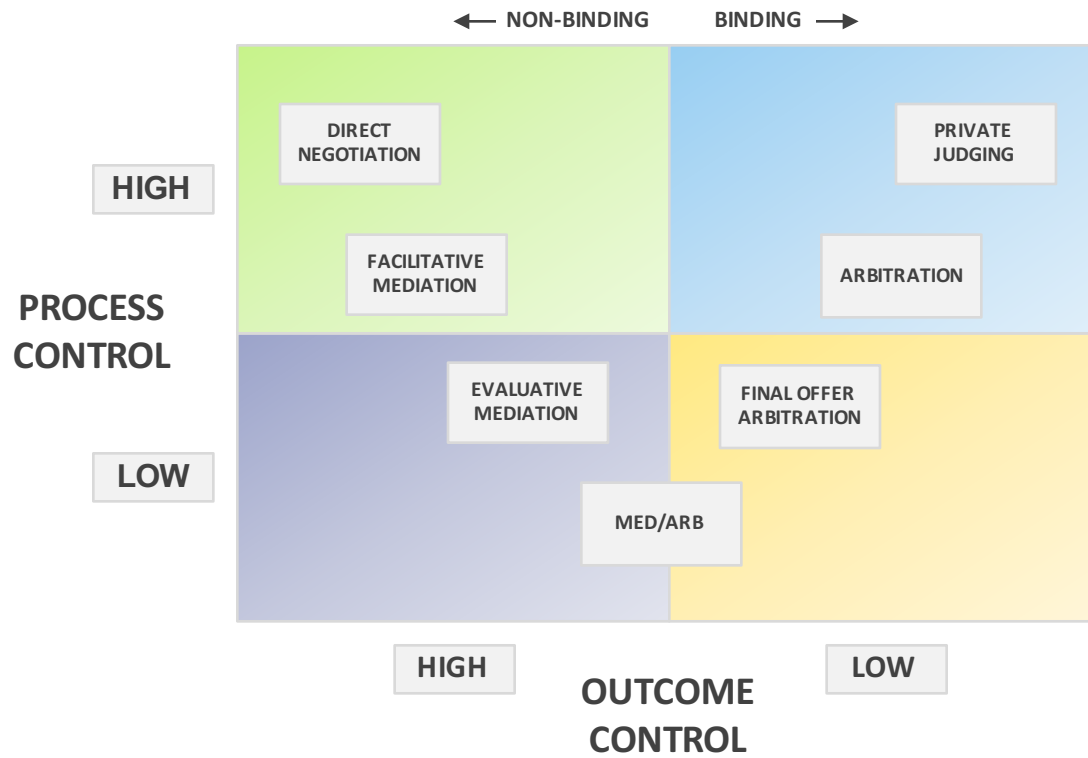 NON-BINDING BINDING
DIRECT
NEGOTIATION
PRIVATE
JUDGING
HIGH
FACILITATIVE
MEDIATION
ARBITRATION
PROCESS
CONTROL
EVALUATIVE
MEDIATION
FINAL OFFER
ARBITRATION
LOW
MED/ARB
HIGH
LOW
OUTCOME
CONTROL